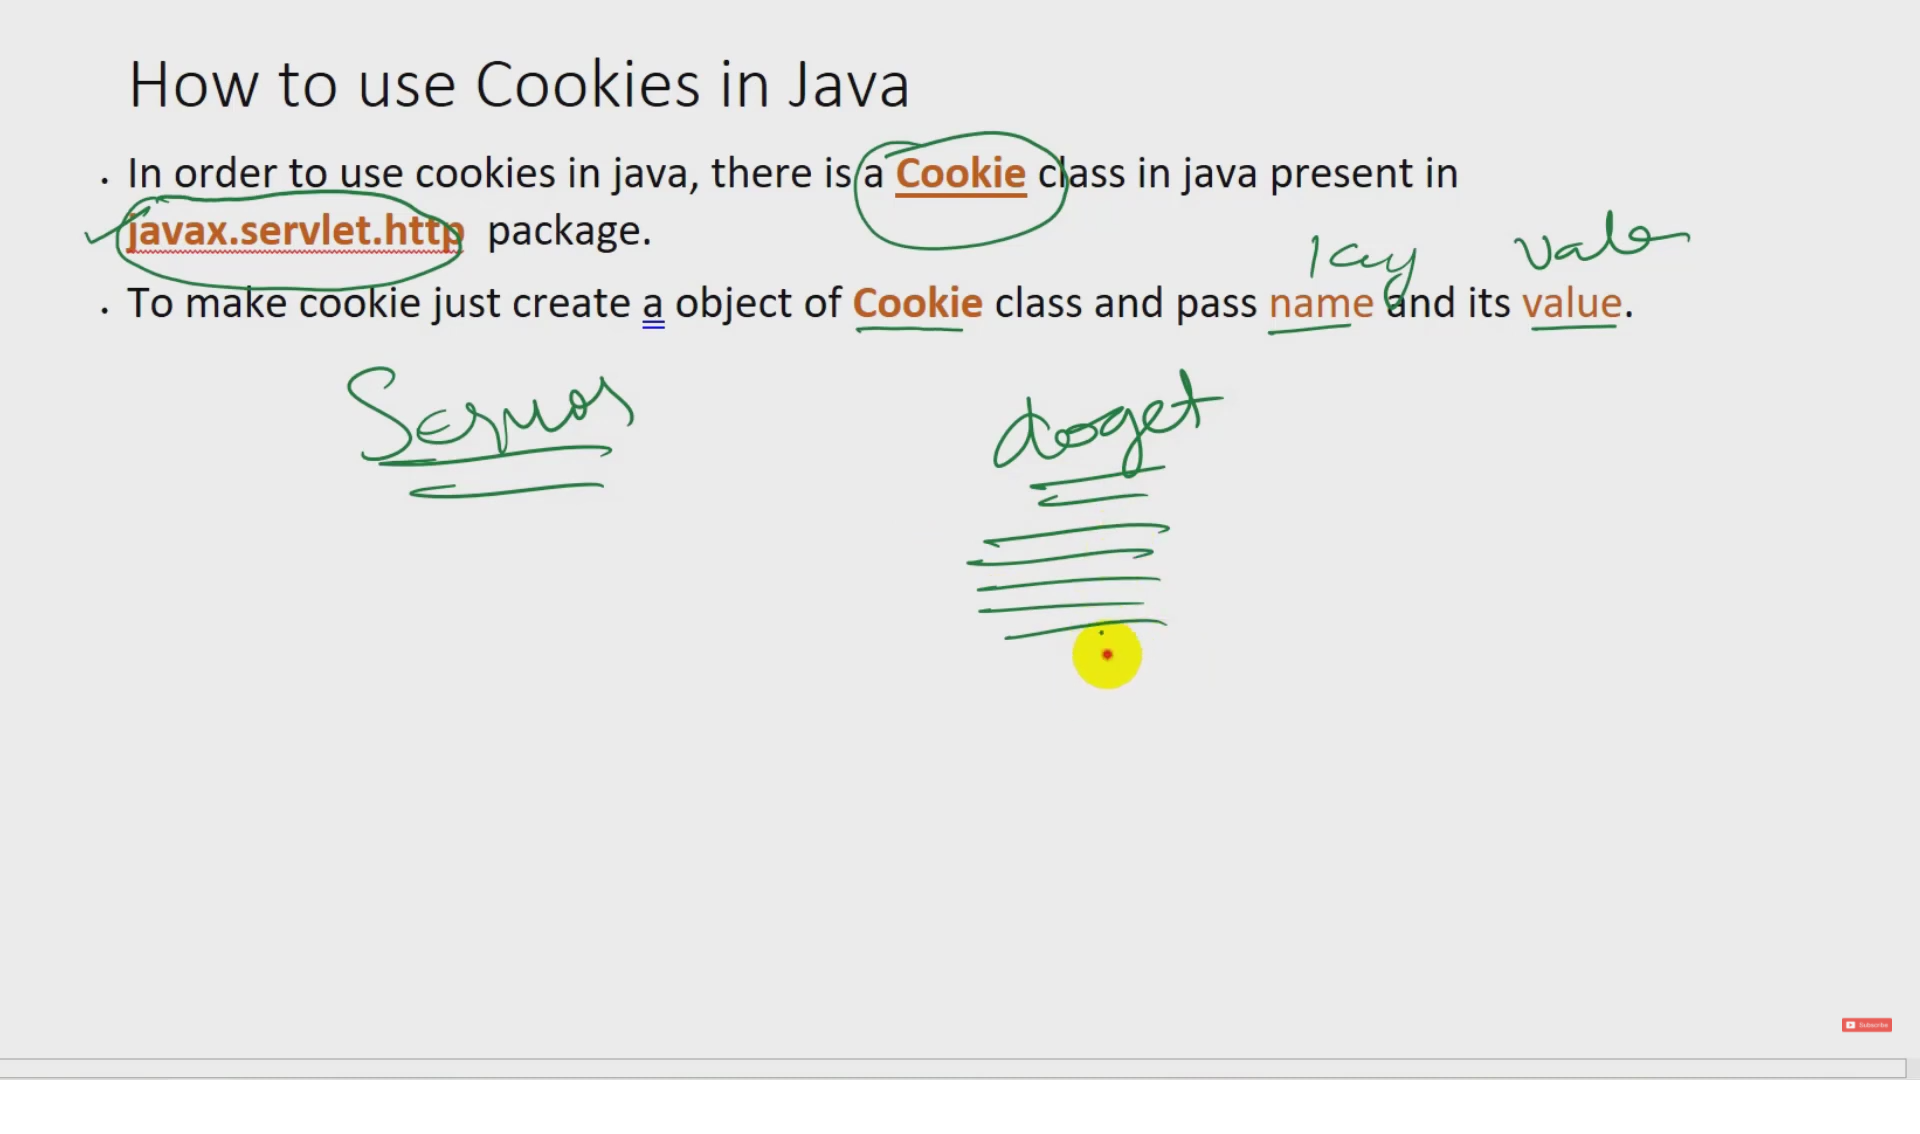 How to use Cookies in Java
• In order to use cookies in java, there is a Cookie class in java present in
javax.servlet.http package.
key value
• To make cookie just create a object of Cookie class and pass name and its value.
doget
Subscribe